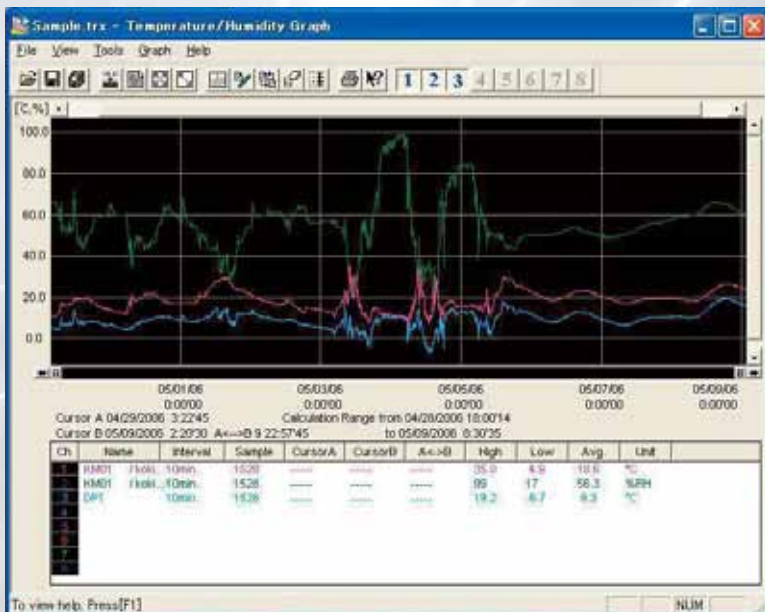 Sample.trx - Temperature/Humidity Graph
File View Tools Graph Help
1 2 3 4 5 6 7 8
[℃,%]
100.0
80.0
60.0
40.0
20.0
0.0
05/01/06 05/03/06 05/05/06 05/07/06 05/09/06
0:00'00 0:00'00 0:00'00 0:00'00 0:00'00
Cursor A 04/29/2006 3:22'45 Calculation Range from 04/28/2006 18:00'14
Cursor B 05/09/2006 2:20'30 A<-->B 9 22:57'45 to 05/09/2006 8:30'35
Ch Name Interval Sample CursorA CursorB A<->B High Low Avg Unit
1 KM01 /koki.. 10min. 1528 ----- ----- ----- 35.0 18.6 ℃
2 KM01 /koki.. 10min. 1528 ----- ----- ----- 99 17 56.3 %RH
3 DPT 10min. 1528 ----- ----- ----- 19.2 -6.7 9.3 ℃
4
5
6
7
8
To view help, Press[F1] NUM